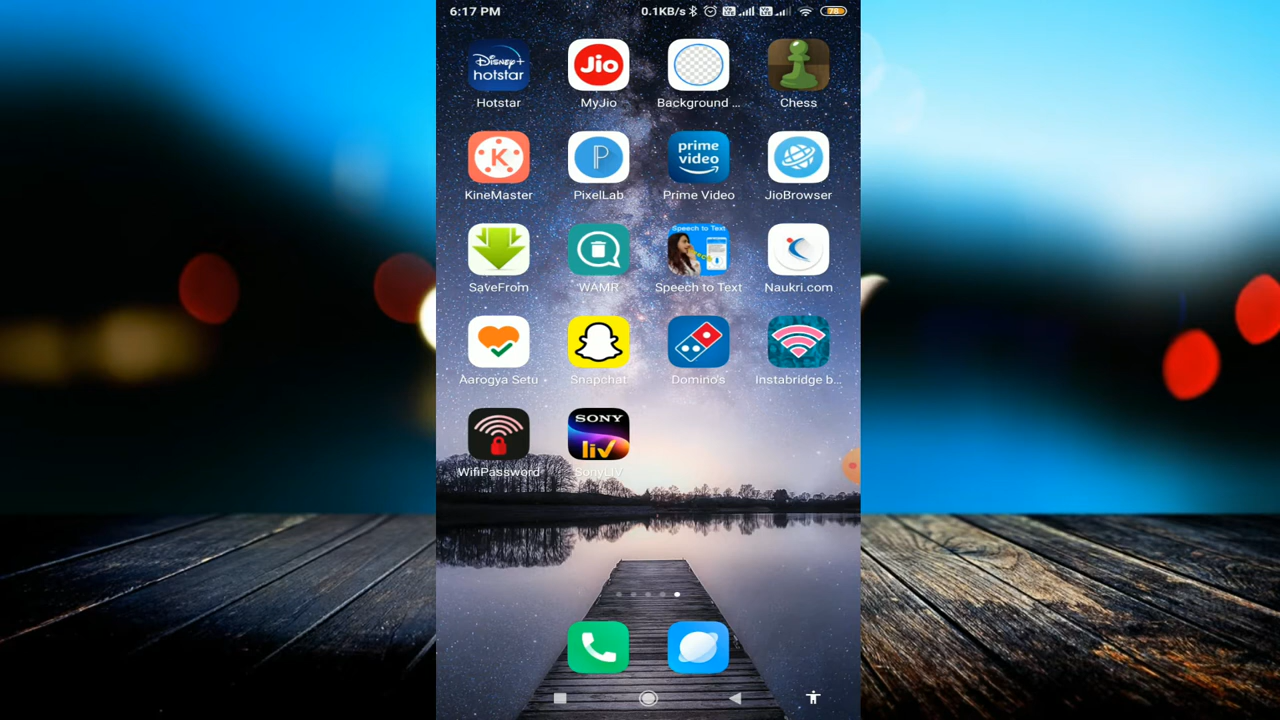 6:17 PM 0.1KB/s 78
Disney+ hotstar
Jio
Hotstar MyJio Background ... Chess
K P prime video
KineMaster PixelLab Prime Video JioBrowser
Speech to Text
SaveFrom WAMR Speech to Text Naukri.com
Aarogya Setu Snapchat Domino's Instabridge b...
SONY liv
WifiPassword SonyLIV